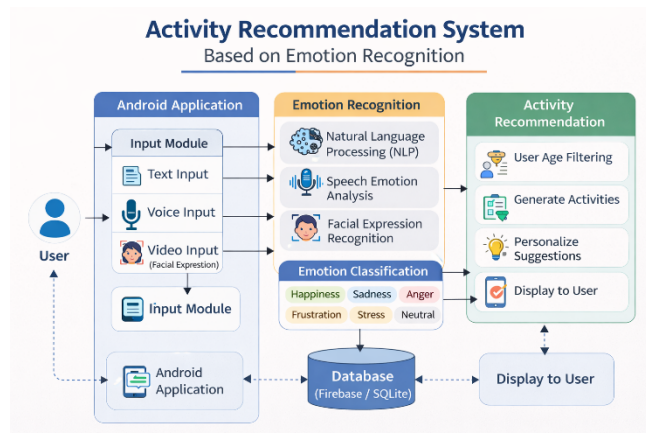 Activity Recommendation System
Based on Emotion Recognition
Android Application
Input Module
Text Input
Voice Input
Video Input
(Facial Expression)
Input Module
Android
Application
User
Emotion Recognition
Natural Language
Processing (NLP)
Speech Emotion
Analysis
Facial Expression
Recognition
Emotion Classification
Happiness Sadness Anger
Frustration Stress Neutral
Database
(Firebase / SQLite)
Activity
Recommendation
User Age Filtering
Generate Activities
Personalize
Suggestions
Display to User
Display to User